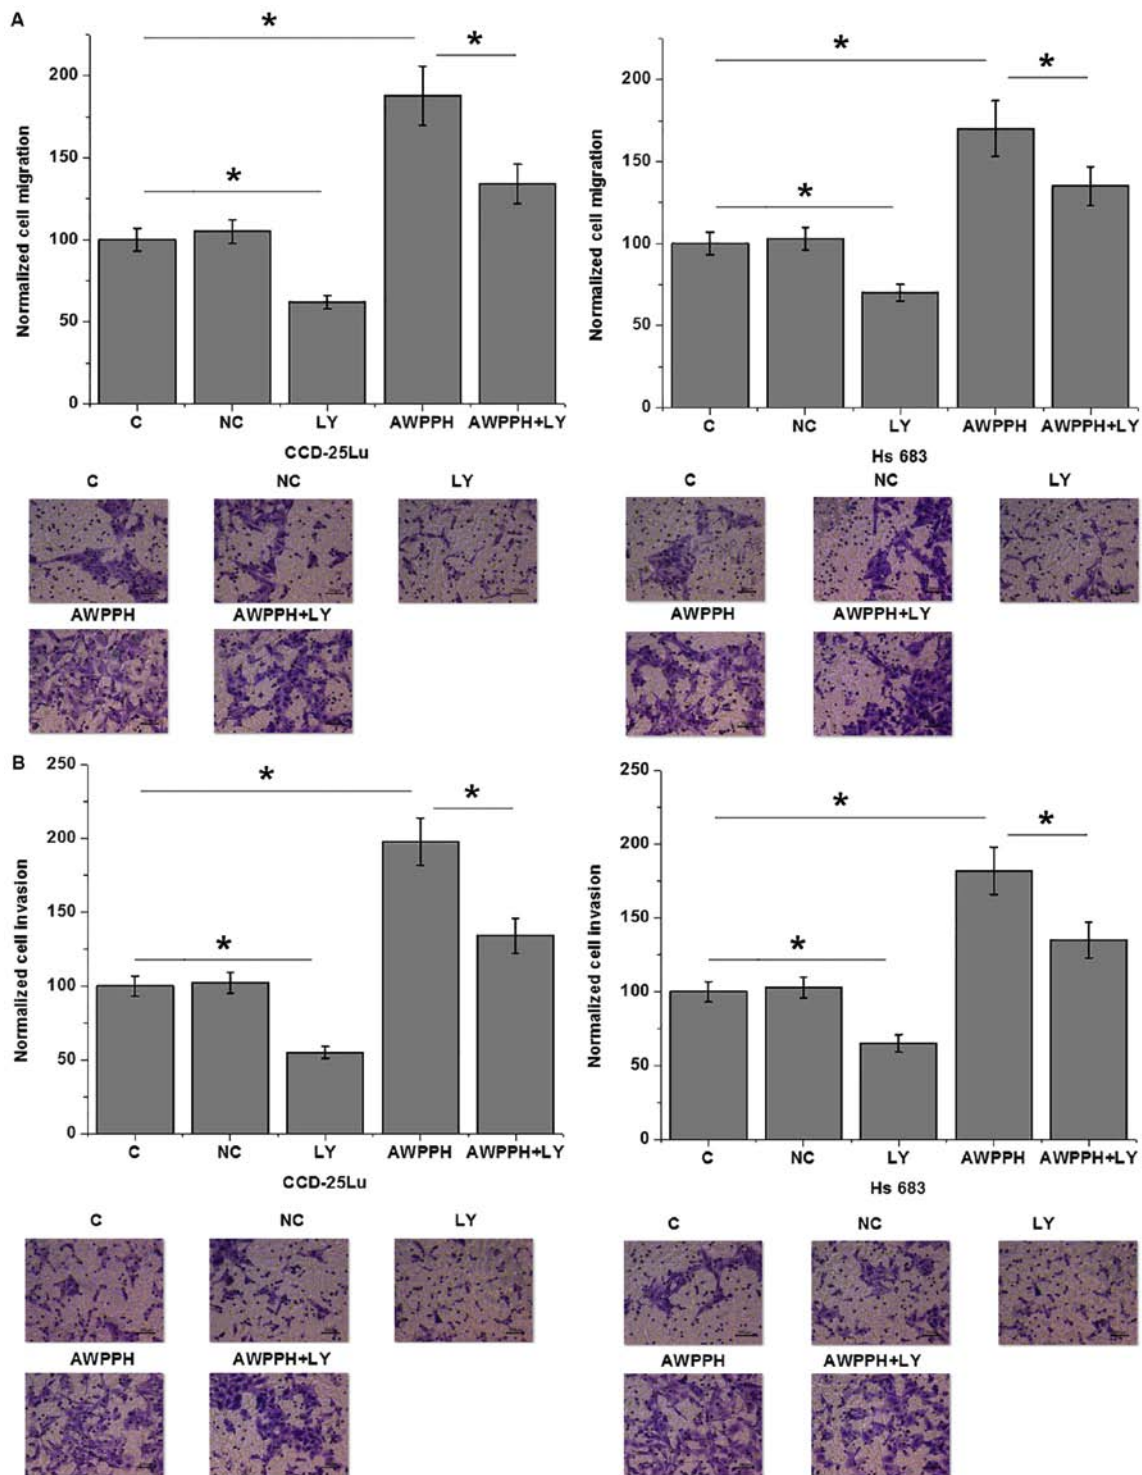 A
*
*
*
Normalized cell migration
200
150
100
50
0
C NC LY AWPPH AWPPH+LY
CCD-25Lu
*
*
*
Normalized cell migration
200
150
100
50
0
C NC LY AWPPH AWPPH+LY
Hs 683
C NC LY
AWPPH AWPPH+LY
C NC LY
AWPPH AWPPH+LY
B
*
*
*
Normalized cell invasion
250
200
150
100
50
0
C NC LY AWPPH AWPPH+LY
CCD-25Lu
*
*
*
Normalized cell invasion
250
200
150
100
50
0
C NC LY AWPPH AWPPH+LY
Hs 683
C NC LY
AWPPH AWPPH+LY
C NC LY
AWPPH AWPPH+LY